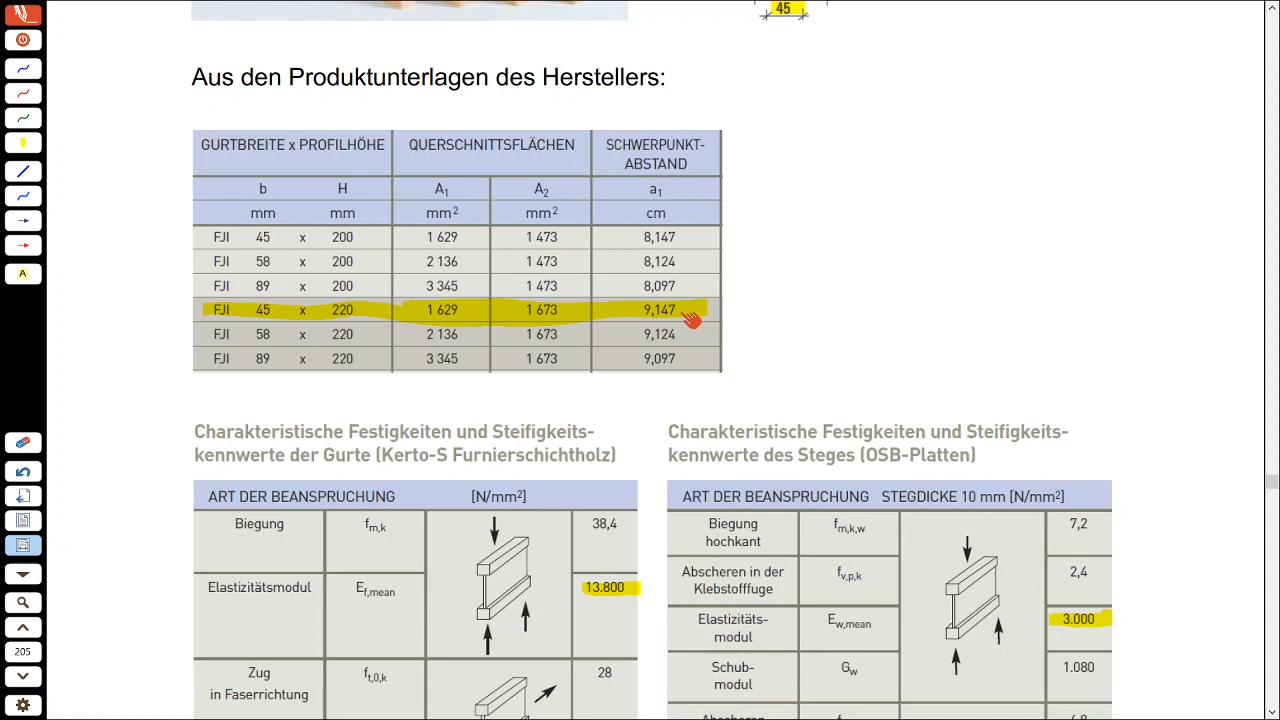 45
Aus den Produktunterlagen des Herstellers:
GURTBREITE x PROFILHÖHE QUERSCHNITTSFLÄCHEN SCHWERPUNKT-
ABSTAND
b H A1 A2 a1
mm mm mm2 mm2 cm
FJI 45 x 200 1 629 1 473 8,147
FJI 58 x 200 2 136 1 473 8,124
FJI 89 x 200 3 345 1 473 8,097
FJI 45 x 220 1 629 1 673 9,147
FJI 58 x 220 2 136 1 673 9,124
FJI 89 x 220 3 345 1 673 9,097
Charakteristische Festigkeiten und Steifigkeits-
kennwerte der Gurte (Kerto-S Furnierschichtholz)
ART DER BEANSPRUCHUNG [N/mm2]
Biegung fm,k 38,4
Elastizitätsmodul Ef,mean 13.800
Zug
in Faserrichtung
ft,0,k 28
Charakteristische Festigkeiten und Steifigkeits-
kennwerte des Steges (OSB-Platten)
ART DER BEANSPRUCHUNG STEGDICKE 10 mm [N/mm2]
Biegung
hochkant
fm,k,w 7,2
Abscheren in der
Klebstofffuge
fv,p,k 2,4
Elastizitäts-
modul
Ew,mean 3.000
Schub-
modul
Gw 1.080
A
205